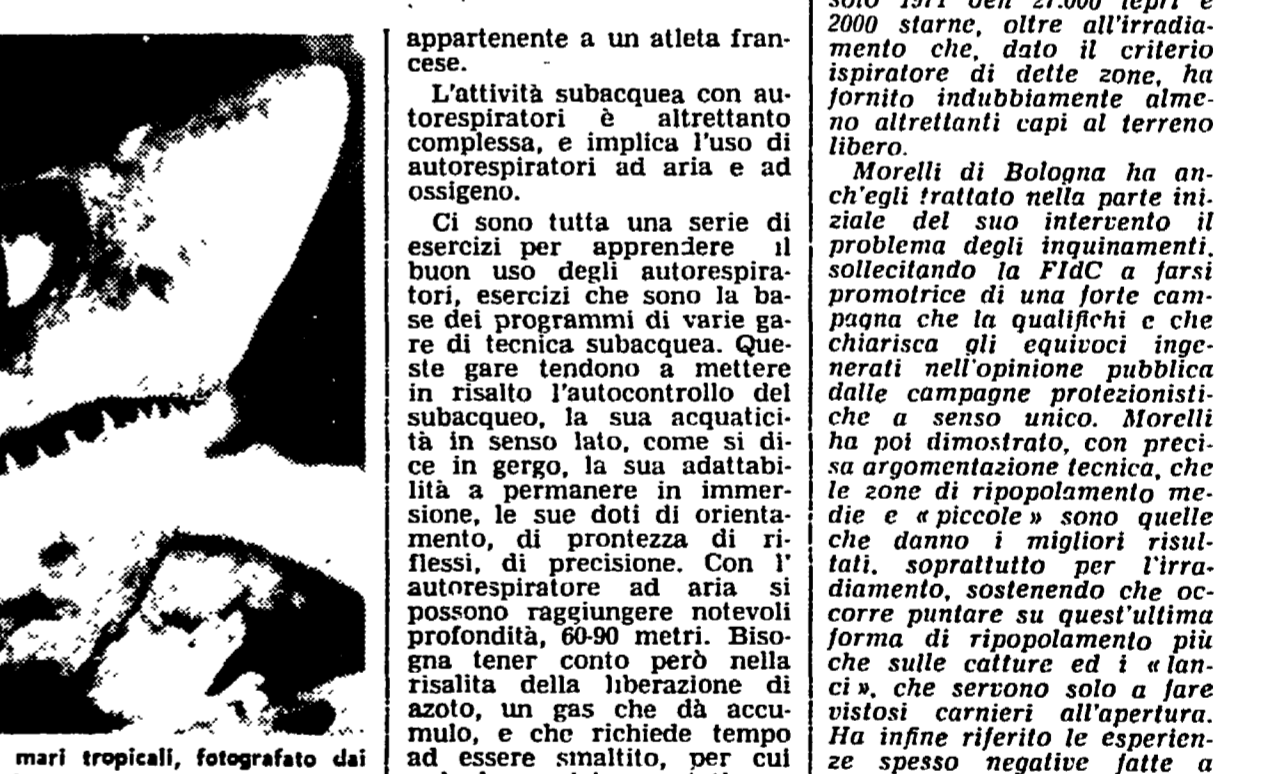 mari tropicali, fotografato dai
appartenente a un atleta fran-
cese.
L'attività subacquea con au-
torespiratori è altrettanto
complessa, e implica l'uso di
autorespiratori ad aria e ad
ossigeno.
Ci sono tutta una serie di
esercizi per apprendere il
buon uso degli autorespira-
tori, esercizi che sono la ba-
se dei programmi di varie ga-
re di tecnica subacquea. Que-
ste gare tendono a mettere
in risalto l'autocontrollo del
subacqueo, la sua acquatici-
tà in senso lato, come si di-
ce in gergo, la sua adattabi-
lità a permanere in immer-
sione, le sue doti di orienta-
mento, di prontezza di ri-
flessi, di precisione. Con l'
autorespiratore ad aria si
possono raggiungere notevoli
profondità, 60-90 metri. Biso-
gna tener conto però nella
risalita della liberazione di
azoto, un gas che dà accu-
mulo, e che richiede tempo
ad essere smaltito, per cui
solo 1971 ben 27.000 lepri e
2000 starne, oltre all'irradia-
mento che, dato il criterio
ispiratore di dette zone, ha
fornito indubbiamente alme-
no altrettanti capi al terreno
libero.
Morelli di Bologna ha an-
ch'egli trattato nella parte ini-
ziale del suo intervento il
problema degli inquinamenti,
sollecitando la FIdC a farsi
promotrice di una forte cam-
pagna che la qualifichi e che
chiarisca gli equivoci inge-
nerati nell'opinione pubblica
dalle campagne protezionisti-
che a senso unico. Morelli
ha poi dimostrato, con preci-
sa argomentazione tecnica, che
le zone di ripopolamento me-
die e « piccole » sono quelle
che danno i migliori risul-
tati, soprattutto per l'irra-
diamento, sostenendo che oc-
corre puntare su quest'ultima
forma di ripopolamento più
che sulle catture ed i « lan-
ci », che servono solo a fare
vistosi carnieri all'apertura.
Ha infine riferito le esperien-
ze spesso negative fatte a